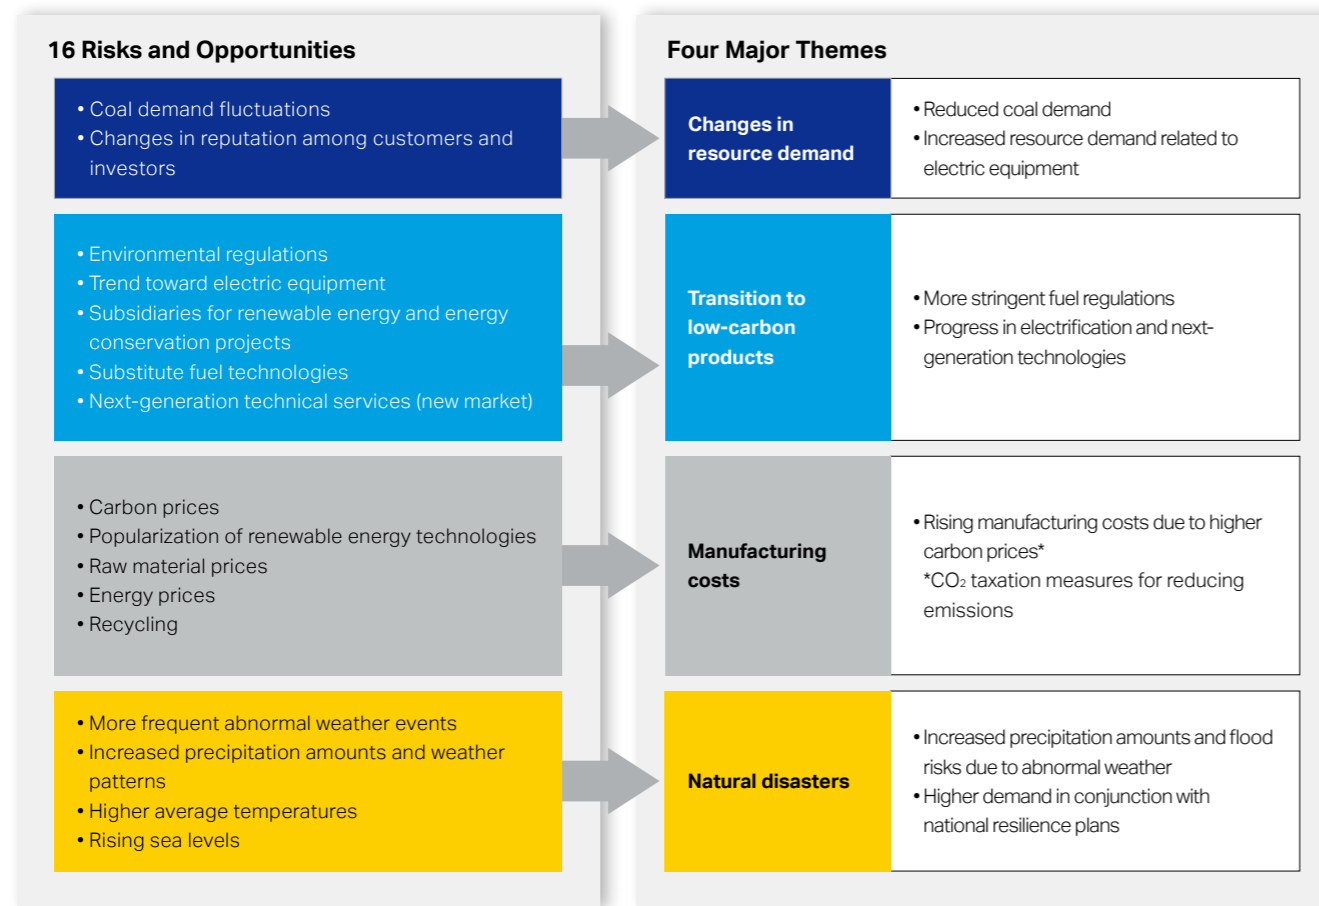 16 Risks and Opportunities
• Coal demand fluctuations
• Changes in reputation among customers and
investors
• Environmental regulations
• Trend toward electric equipment
• Subsidiaries for renewable energy and energy
conservation projects
• Substitute fuel technologies
• Next-generation technical services (new market)
• Carbon prices
• Popularization of renewable energy technologies
• Raw material prices
• Energy prices
• Recycling
• More frequent abnormal weather events
• Increased precipitation amounts and weather
patterns
• Higher average temperatures
• Rising sea levels
Four Major Themes
Changes in
resource demand
• Reduced coal demand
• Increased resource demand related to
electric equipment
Transition to
low-carbon
products
• More stringent fuel regulations
• Progress in electrification and next-
generation technologies
Manufacturing
costs
• Rising manufacturing costs due to higher
carbon prices*
*CO₂ taxation measures for reducing
emissions
Natural disasters
• Increased precipitation amounts and flood
risks due to abnormal weather
• Higher demand in conjunction with
national resilience plans